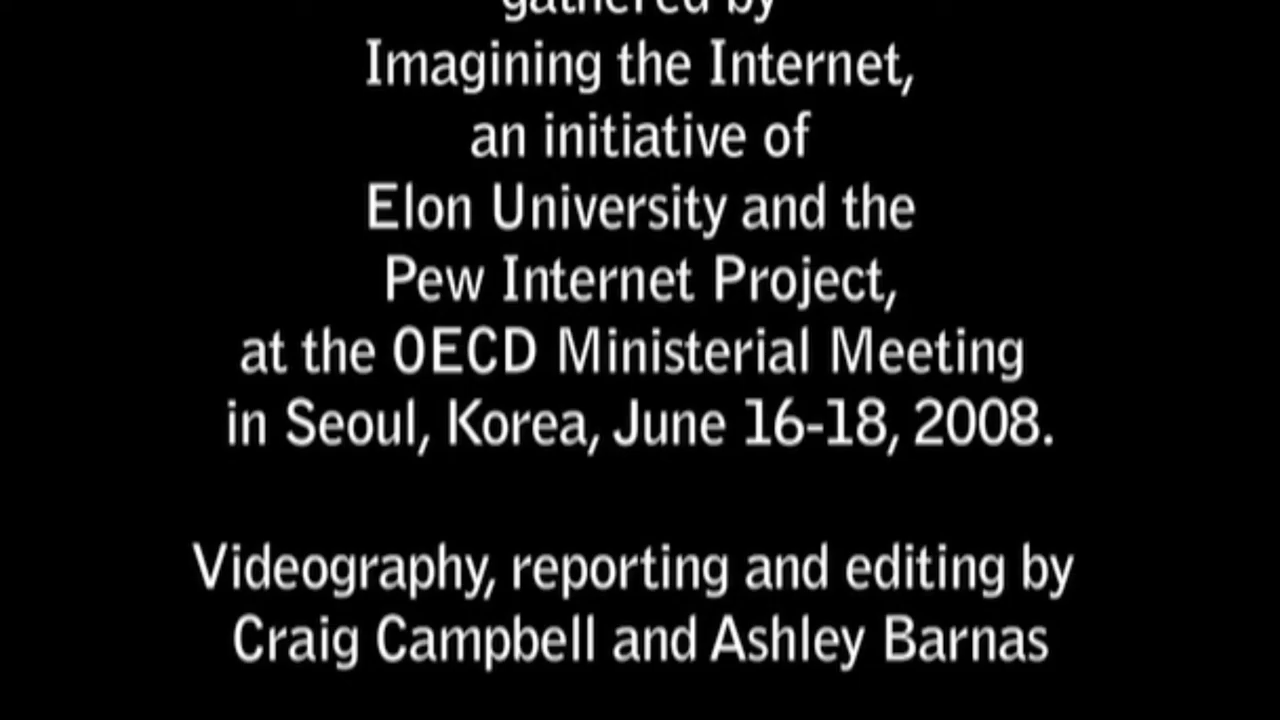 gathered by
Imagining the Internet,
an initiative of
Elon University and the
Pew Internet Project,
at the OECD Ministerial Meeting
in Seoul, Korea, June 16-18, 2008.
Videography, reporting and editing by
Craig Campbell and Ashley Barnas